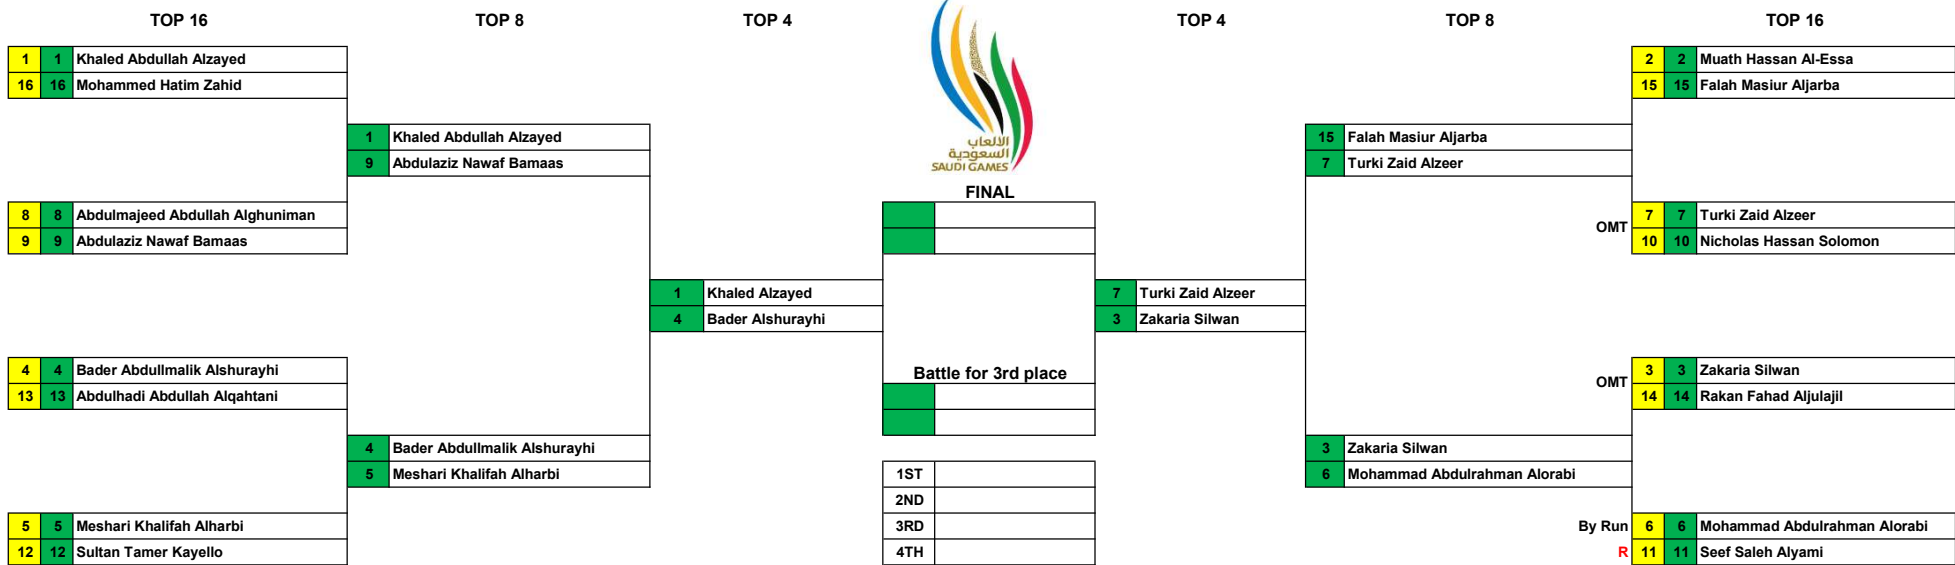 TOP 16 TOP 8 TOP 4 TOP 4 TOP 8 TOP 16
1 1 Khaled Abdullah Alzayed
16 16 Mohammed Hatim Zahid
8 8 Abdulmajeed Abdullah Alghuniman
9 9 Abdulaziz Nawaf Bamaas
4 4 Bader Abdullmalik Alshurayhi
13 13 Abdulhadi Abdullah Alqahtani
5 5 Meshari Khalifah Alharbi
12 12 Sultan Tamer Kayello
1 Khaled Abdullah Alzayed
9 Abdulaziz Nawaf Bamaas
4 Bader Abdullmalik Alshurayhi
5 Meshari Khalifah Alharbi
1 Khaled Alzayed
4 Bader Alshurayhi
الألعاب
السعودية
SAUDI GAMES
FINAL
Battle for 3rd place
1ST
2ND
3RD
4TH
7 Turki Zaid Alzeer
3 Zakaria Silwan
15 Falah Masiur Aljarba
7 Turki Zaid Alzeer
3 Zakaria Silwan
6 Mohammad Abdulrahman Alorabi
2 2 Muath Hassan Al-Essa
15 15 Falah Masiur Aljarba
OMT
7 7 Turki Zaid Alzeer
10 10 Nicholas Hassan Solomon
OMT
3 3 Zakaria Silwan
14 14 Rakan Fahad Aljulajil
By Run 6 6 Mohammad Abdulrahman Alorabi
R 11 11 Seef Saleh Alyami